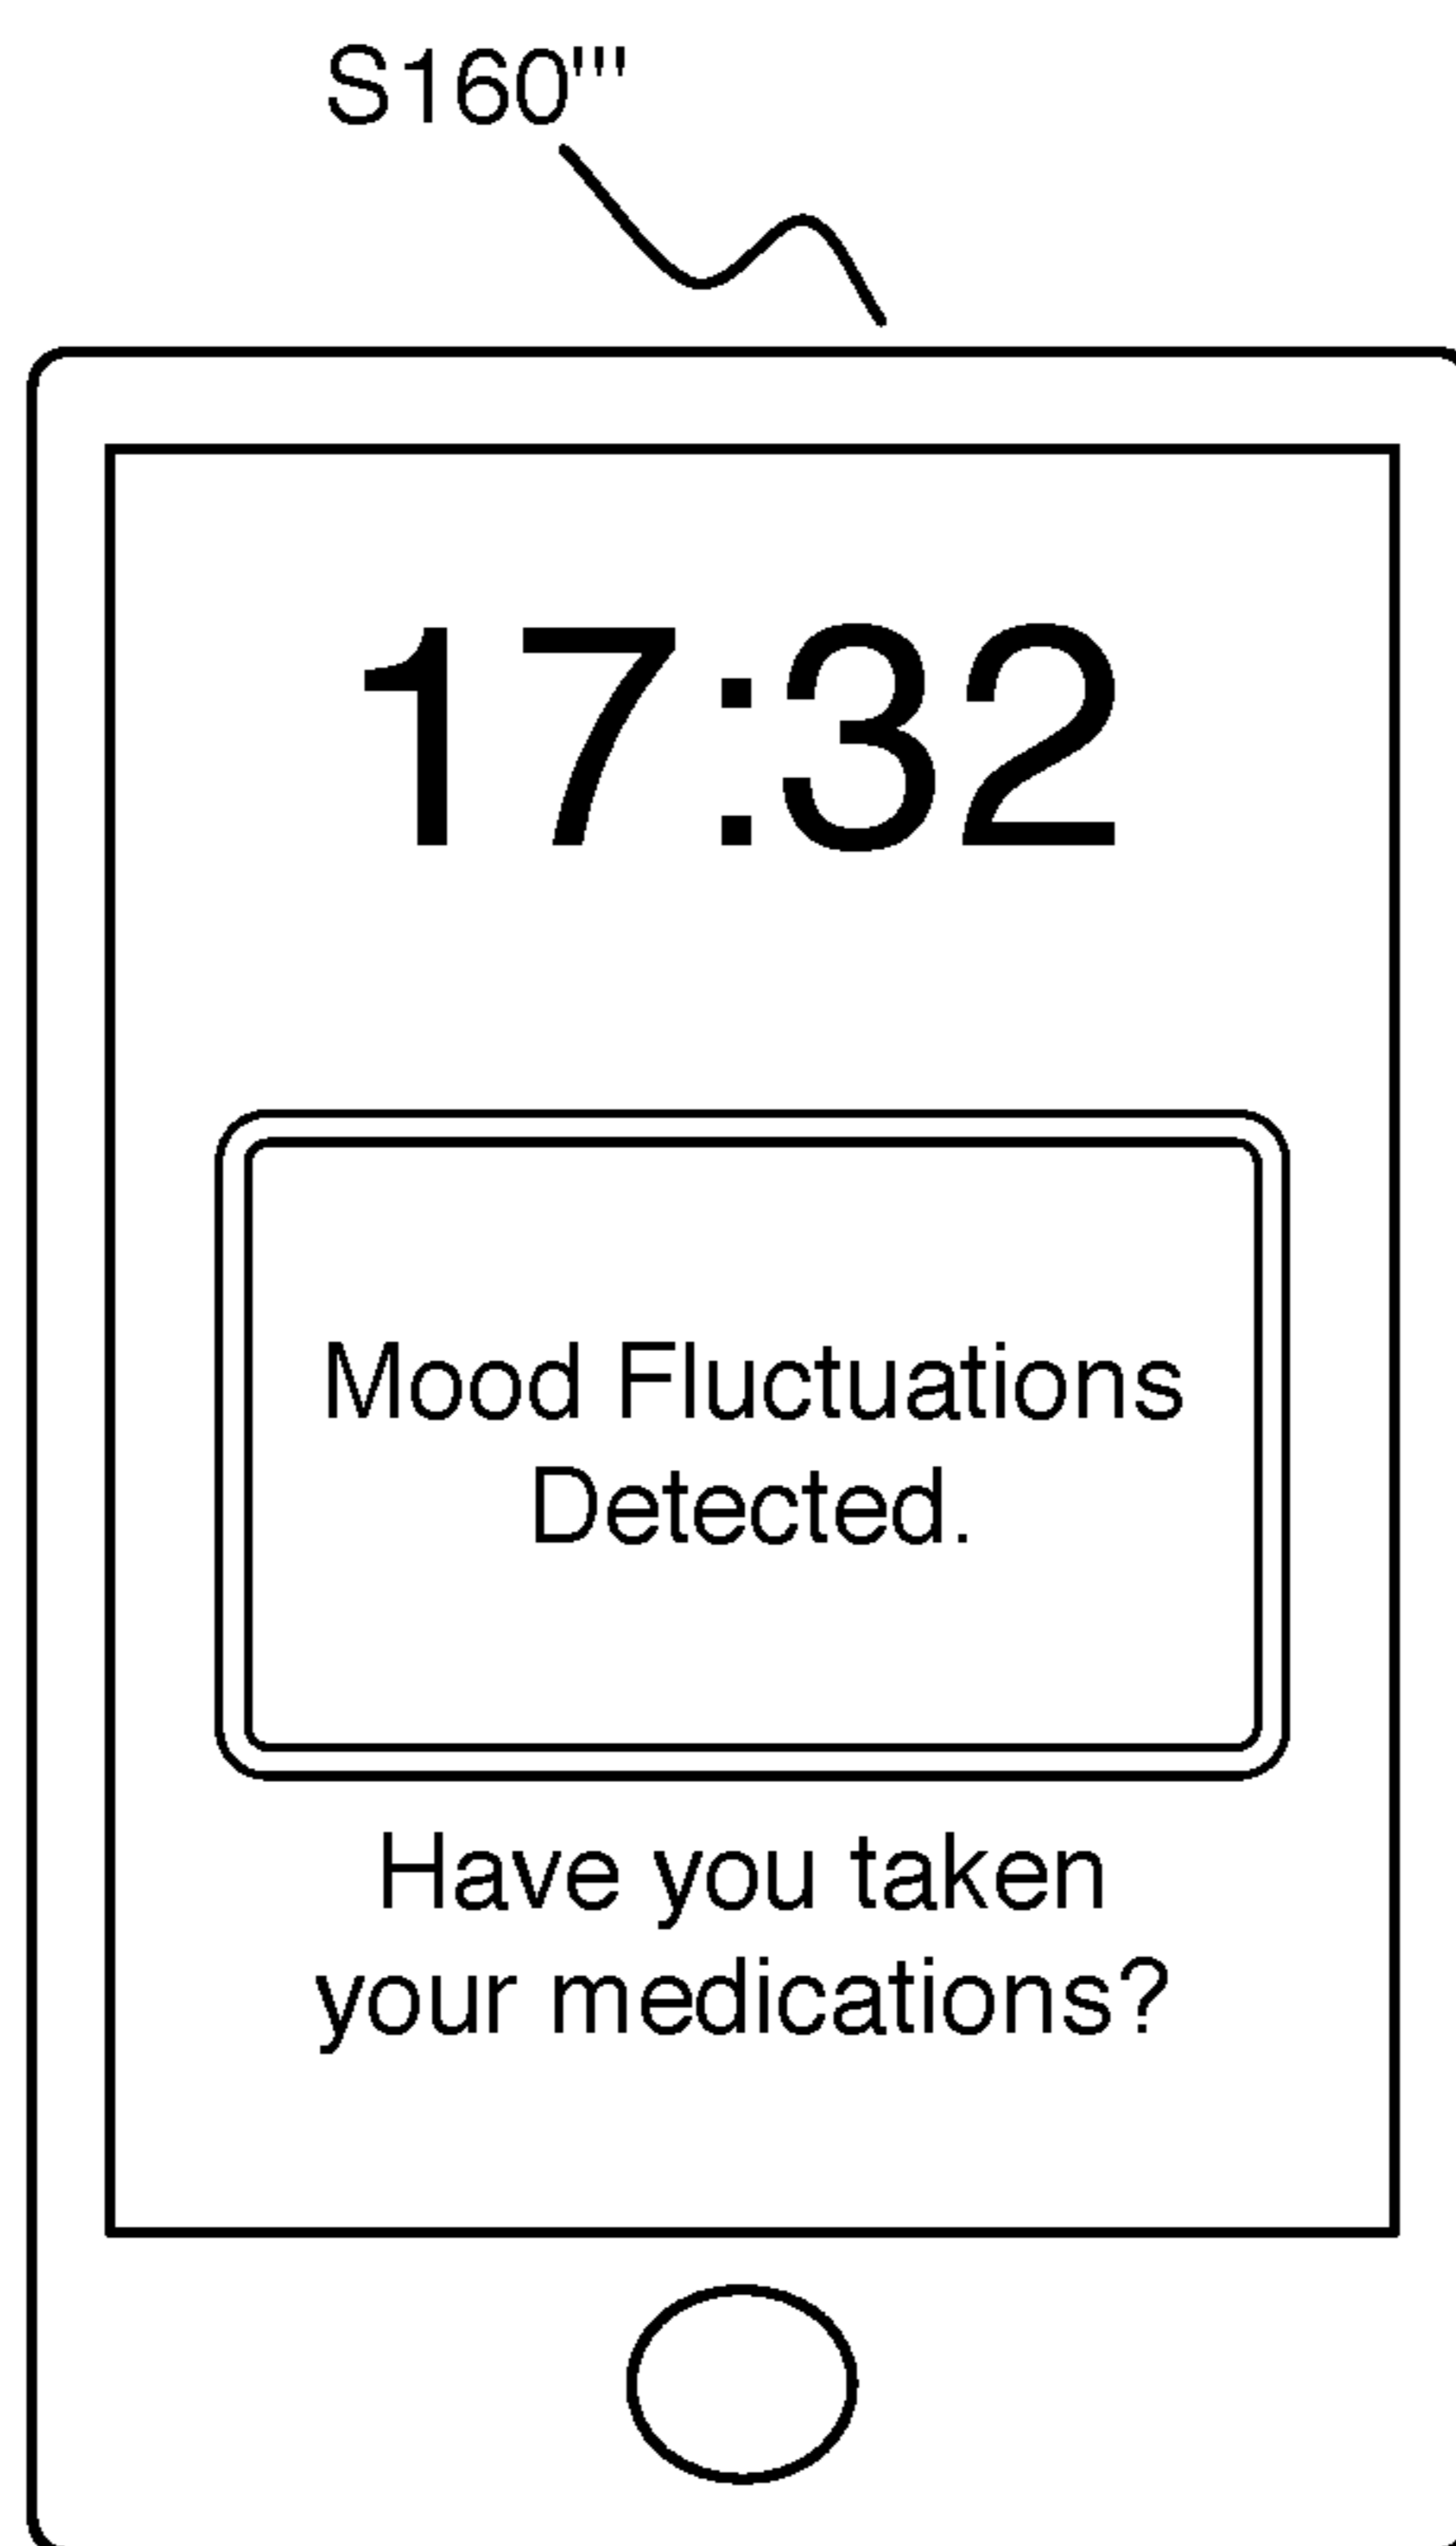 S160'''
17:32
Mood Fluctuations
Detected.
Have you taken
your medications?